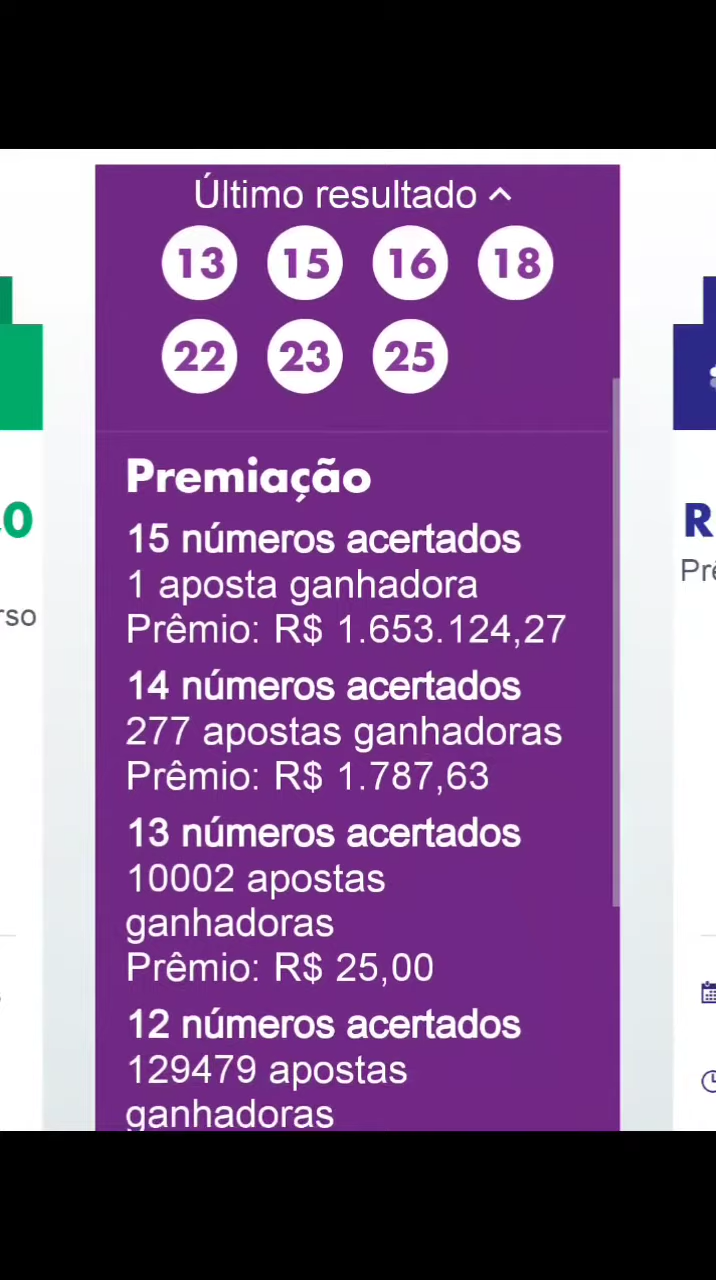 Último resultado
13 15 16 18
22 23 25
Premiação
15 números acertados
1 aposta ganhadora
Prêmio: R$ 1.653.124,27
14 números acertados
277 apostas ganhadoras
Prêmio: R$ 1.787,63
13 números acertados
10002 apostas
ganhadoras
Prêmio: R$ 25,00
12 números acertados
129479 apostas
ganhadoras